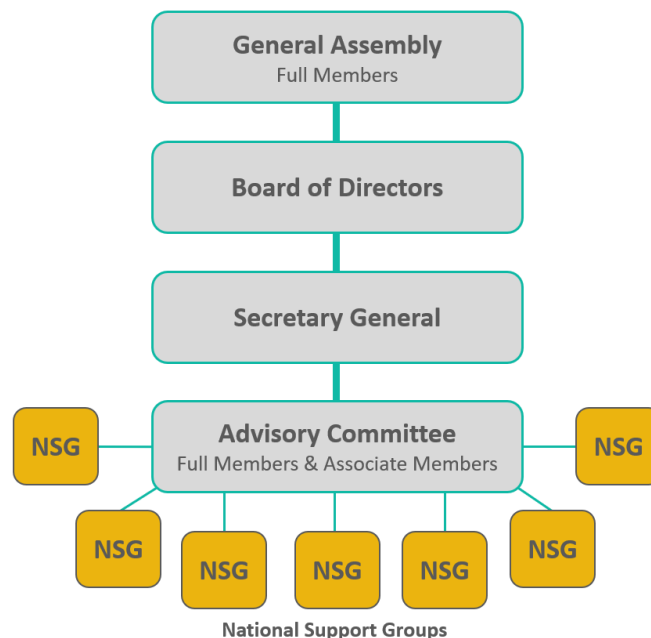 General Assembly
Full Members
Board of Directors
Secretary General
Advisory Committee
Full Members & Associate Members
NSG
NSG
NSG
NSG
NSG
NSG
NSG
National Support Groups